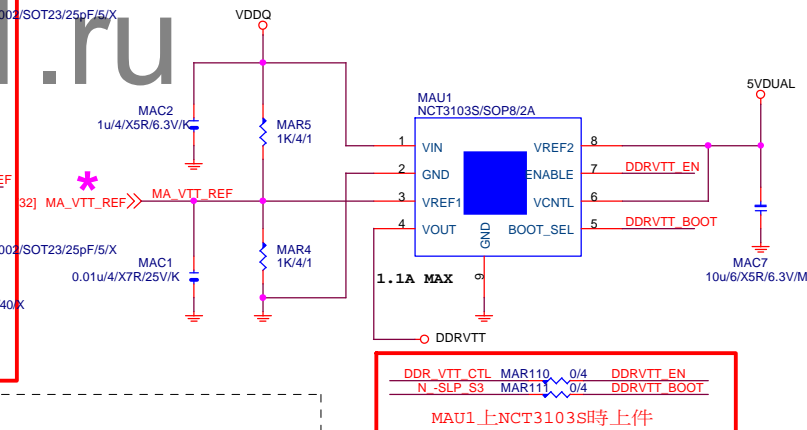 002/SOT23/25pF/5/X
.ru
VDDQ
5VDUAL
MAC2
1u/4/X5R/6.3V/K
MAR5
1K/4/1
MAU1
NCT3103S/SOP8/2A
1 VIN VREF2 8
2 GND ENABLE 7 DDRVTT_EN
3 VREF1 VCNTL 6
4 VOUT BOOT_SEL 5 DDRVTT_BOOT
GND
9
EF
*
32] MA_VTT_REF
MA_VTT_REF
002/SOT23/25pF/5/X
MAC1
0.01u/4/X7R/25V/K
MAR4
1K/4/1
1.1A MAX
MAC7
10u/6/X5R/6.3V/M
40/X
DDRVTT
DDR_VTT_CTL MAR110 0/4 DDRVTT_EN
N_-SLP_S3 MAR111 0/4 DDRVTT_BOOT
MAU1上NCT3103S時上件